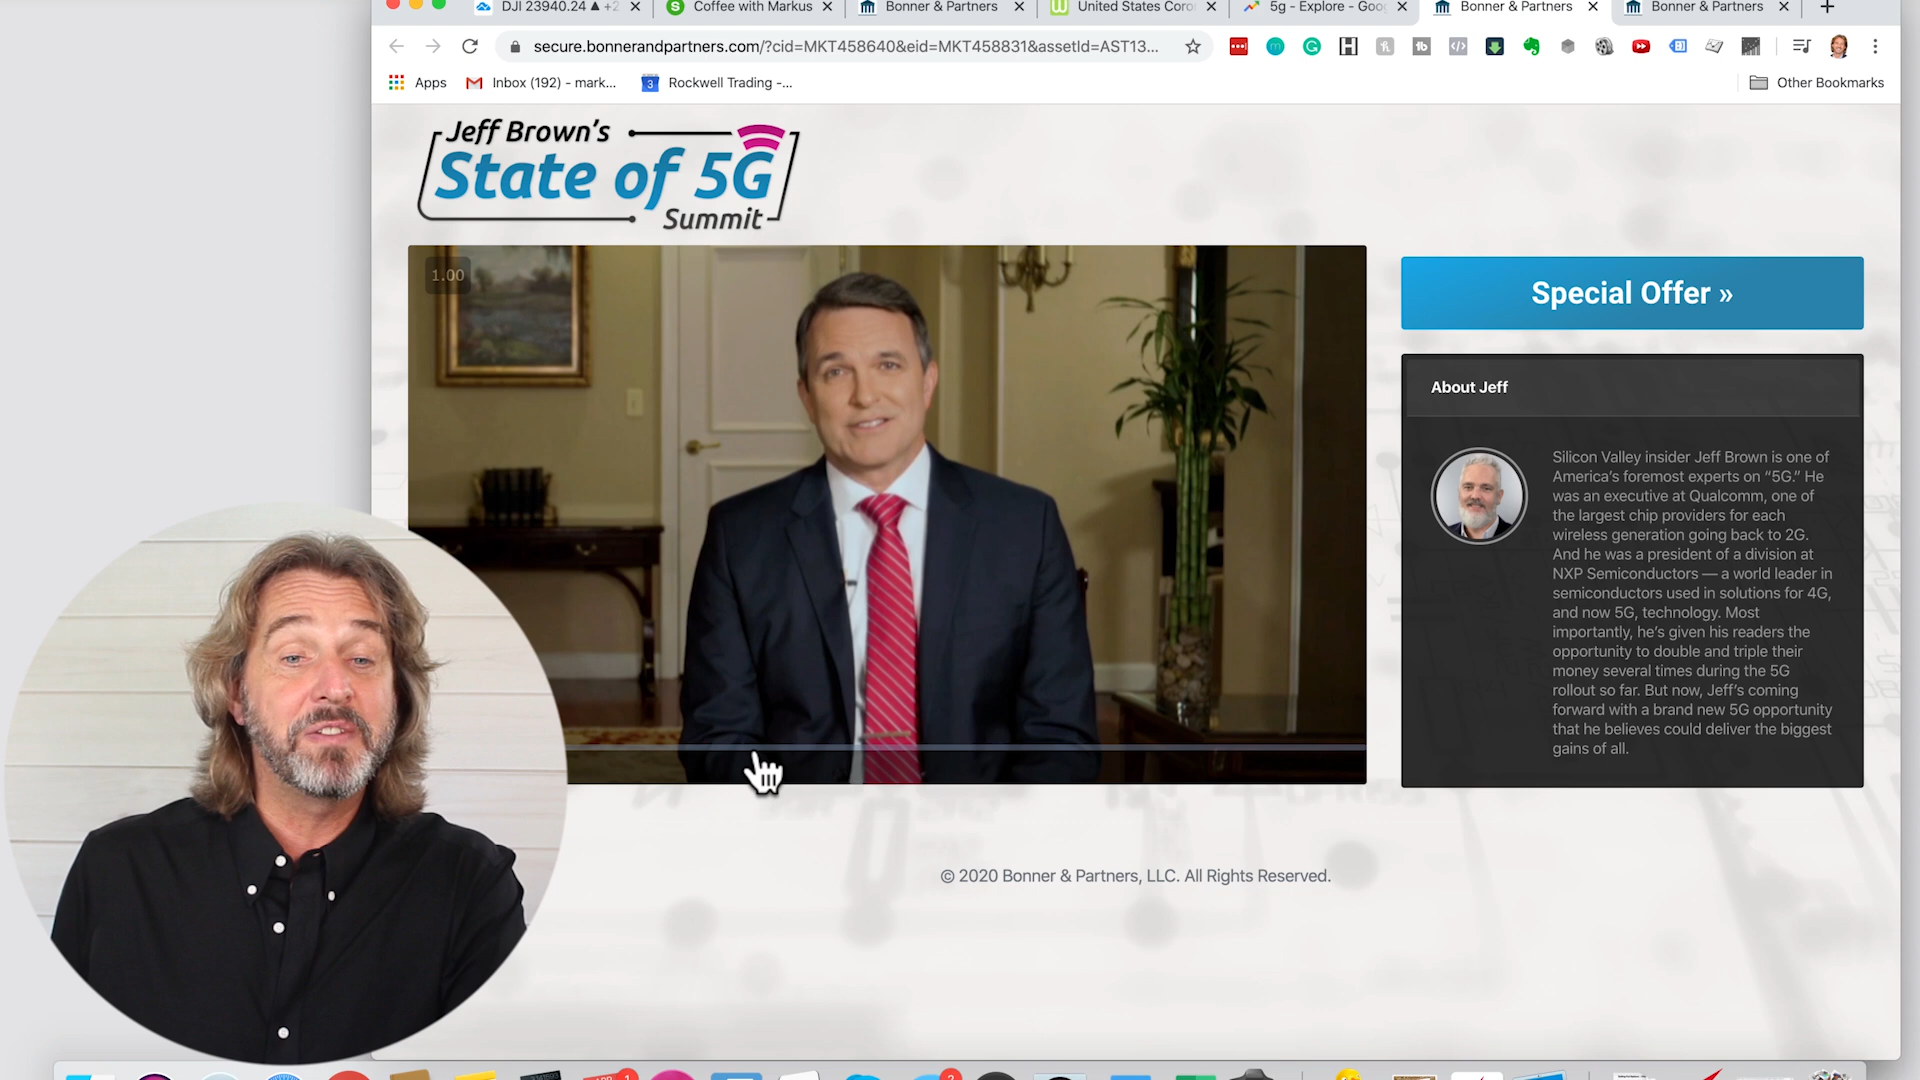 DJI 23940.24 ▲ +2
Coffee with Markus
Bonner & Partners
United States Coro
5g - Explore - Goo
Bonner & Partners
Bonner & Partners
secure.bonnerandpartners.com/?cid=MKT458640&eid=MKT458831&assetId=AST13...
Apps
Inbox (192) - mark...
3
Rockwell Trading -...
Other Bookmarks
Jeff Brown's
State of 5G
Summit
1.00
Special Offer »
About Jeff
Silicon Valley insider Jeff Brown is one of
America's foremost experts on “5G.” He
was an executive at Qualcomm, one of
the largest chip providers for each
wireless generation going back to 2G.
And he was a president of a division at
NXP Semiconductors — a world leader in
semiconductors used in solutions for 4G,
and now 5G, technology. Most
importantly, he's given his readers the
opportunity to double and triple their
money several times during the 5G
rollout so far. But now, Jeff's coming
forward with a brand new 5G opportunity
that he believes could deliver the biggest
gains of all.
© 2020 Bonner & Partners, LLC. All Rights Reserved.